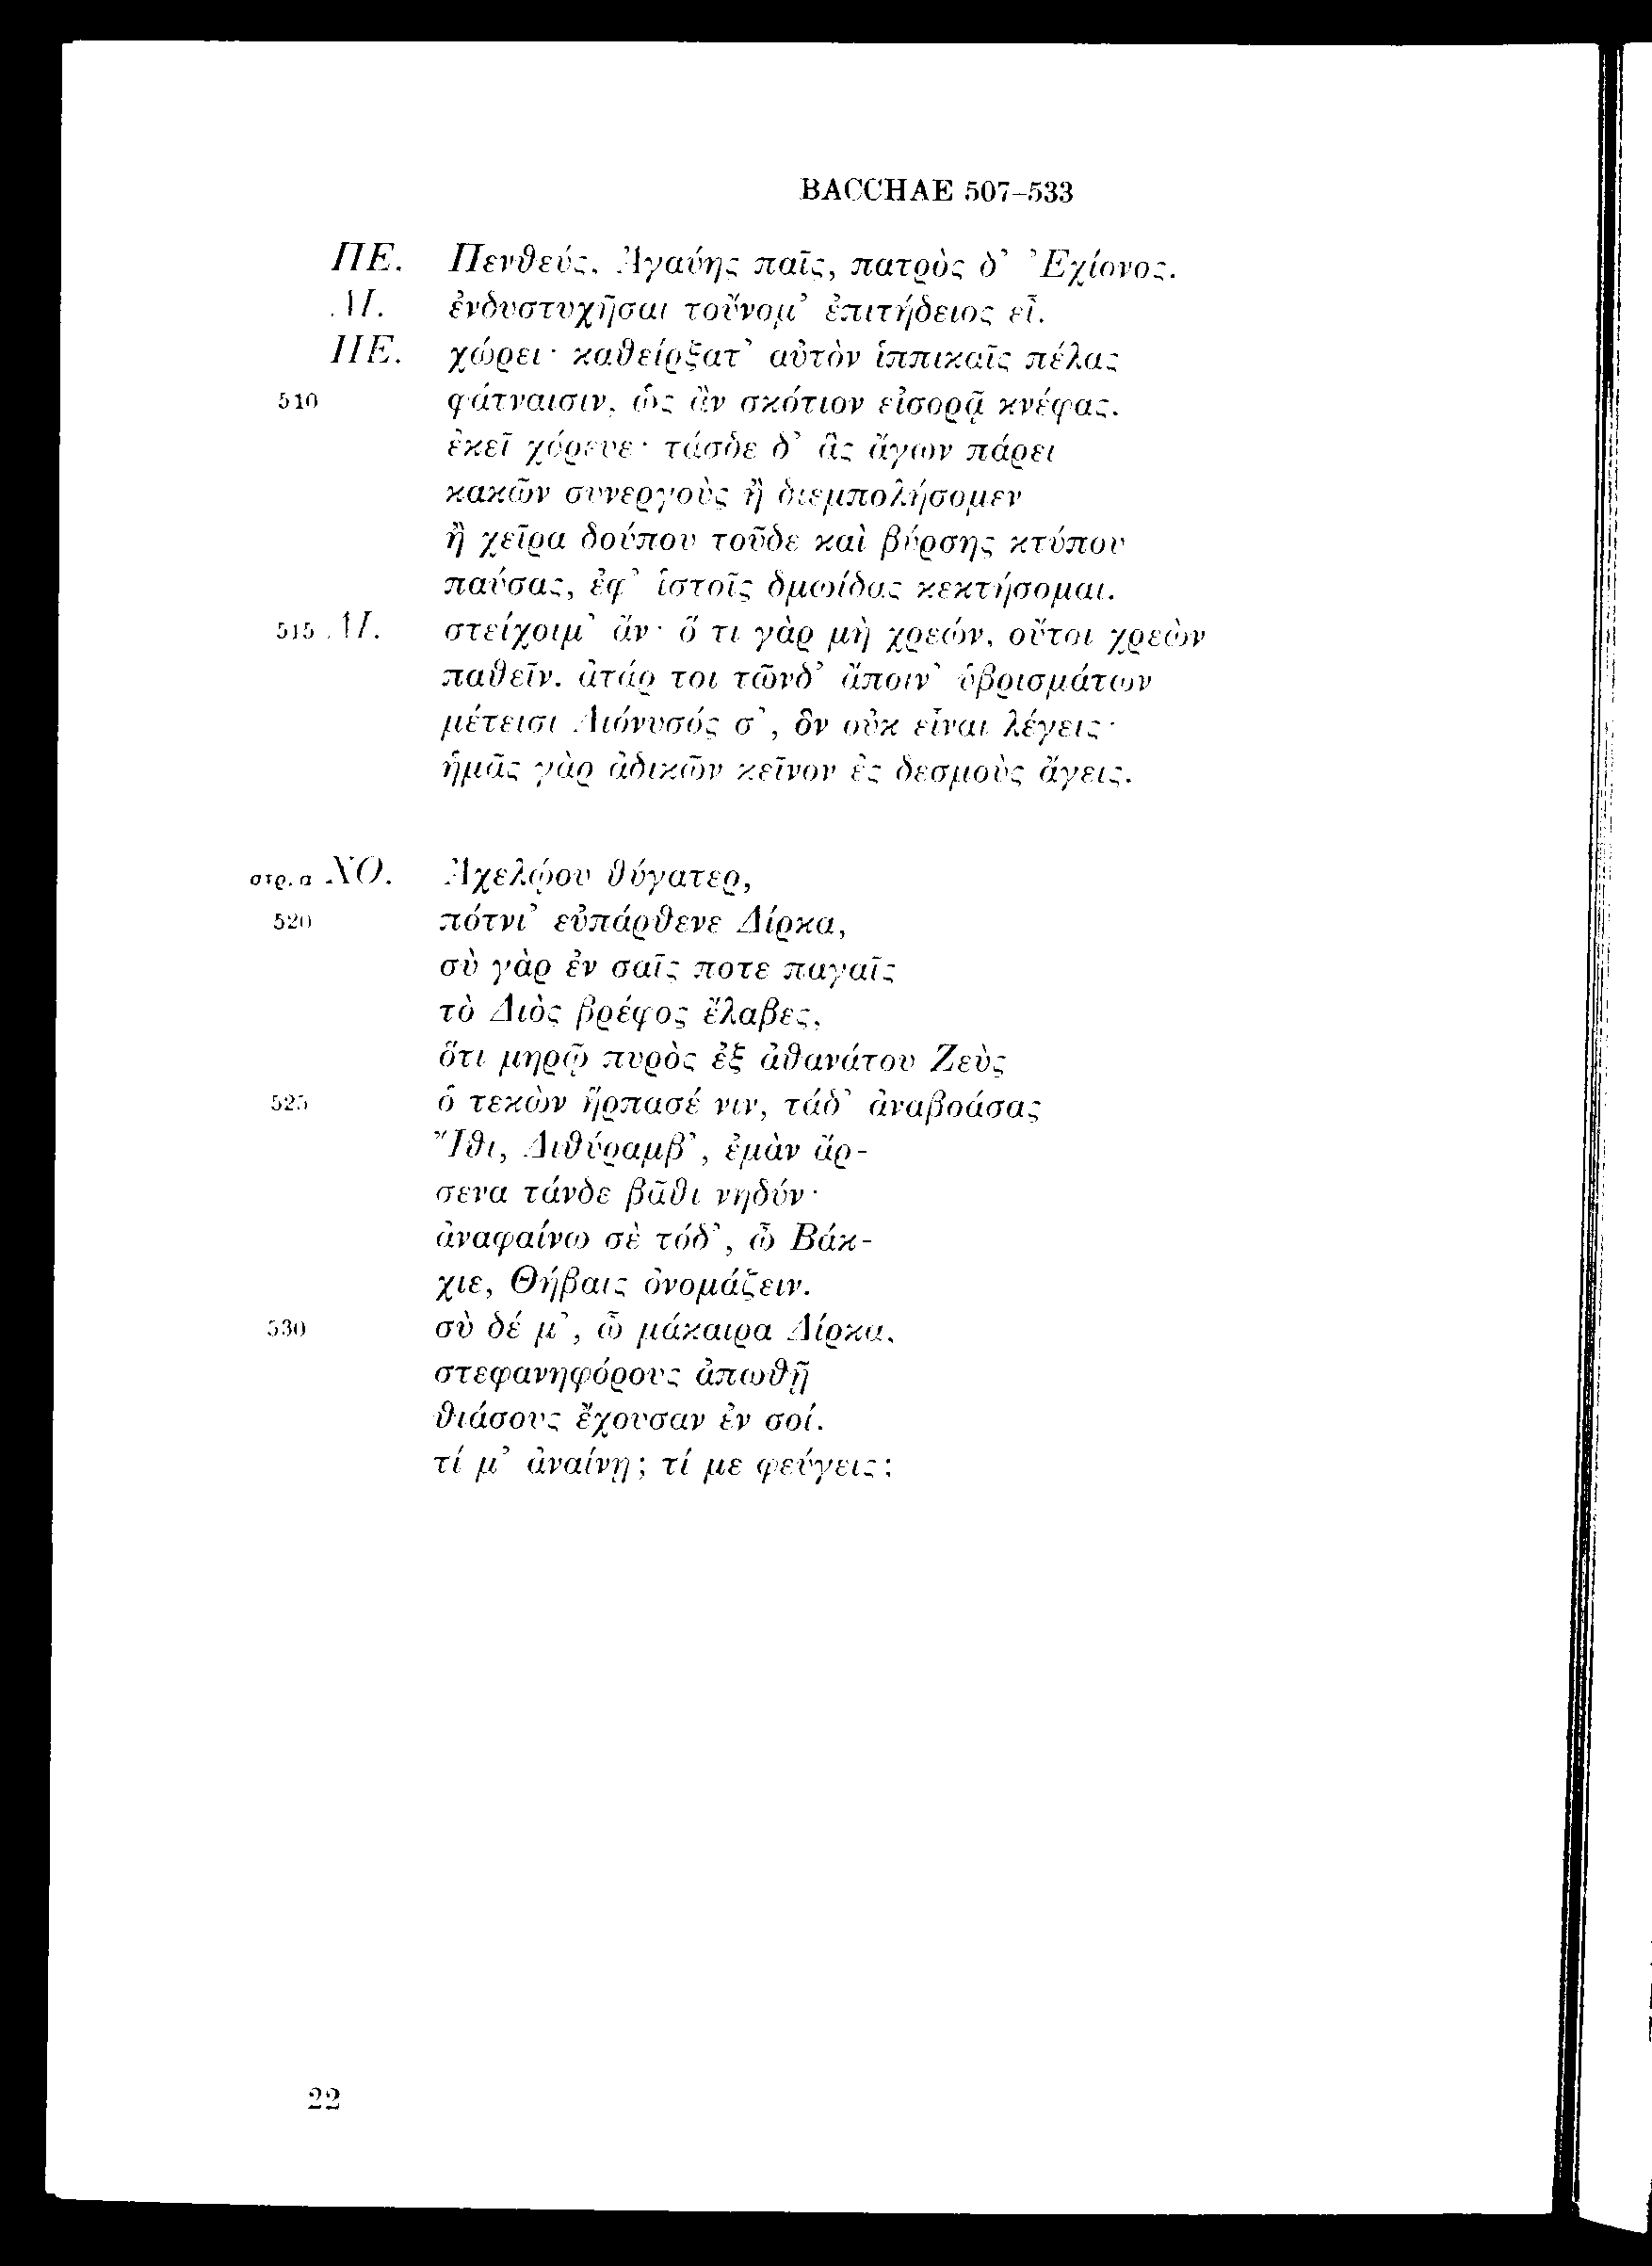 BACCHAE 507-533
ΠΕ. Πενθεύς, Ἀγαύης παῖς, πατρὸς δ’ Ἐχίονος.
ΔΙ. ἐνδυστυχῆσαι τοὔνομ’ ἐπιτήδειος εἶ.
ΠΕ. χώρει· καθείρξατ’ αὐτὸν ἱππικαῖς πέλας
510 φάτναισιν, ὡς ἂν σκότιον εἰσορᾷ κνέφας.
ἐκεῖ χόρευε· τάσδε δ’ ἃς ἄγων πάρει
κακῶν συνεργοὺς ἢ διεμπολήσομεν
ἢ χεῖρα δούπου τοῦδε καὶ βύρσης κτύπου
παύσας, ἐφ’ ἱστοῖς δμωίδας κεκτήσομαι.
515 ΔΙ. στείχοιμ’ ἄν· ὅ τι γὰρ μὴ χρεών, οὔτοι χρεὼν
παθεῖν. ἀτάρ τοι τῶνδ’ ἄποιν’ ὑβρισμάτων
μέτεισι Διόνυσός σ’, ὃν οὐκ εἶναι λέγεις·
ἡμᾶς γὰρ ἀδικῶν κεῖνον ἐς δεσμοὺς ἄγεις.
στρ. α ΧΟ. Ἀχελῴου θύγατερ,
520 πότνι’ εὐπάρθενε Δίρκα,
σὺ γὰρ ἐν σαῖς ποτε παγαῖς
τὸ Διὸς βρέφος ἔλαβες,
ὅτι μηρῷ πυρὸς ἐξ ἀθανάτου Ζεὺς
525 ὁ τεκὼν ἥρπασέ νιν, τάδ’ ἀναβοάσας
Ἴθι, Διθύραμβ’, ἐμὰν ἄρ-
σενα τάνδε βᾶθι νηδύν·
ἀναφαίνω σὲ τόδ’, ὦ Βάκ-
χιε, Θήβαις ὀνομάζειν.
530 σὺ δέ μ’, ὦ μάκαιρα Δίρκα,
στεφανηφόρους ἀπωθῇ
θιάσους ἔχουσαν ἐν σοί.
τί μ’ ἀναίνῃ; τί με φεύγεις;
22